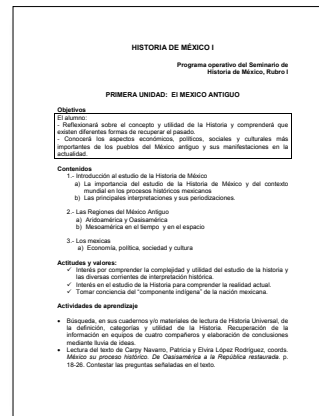 HISTORIA DE MÉXICO I
Programa operativo del Seminario de
Historia de México, Rubro I
PRIMERA UNIDAD: El MEXICO ANTIGUO
Objetivos
El alumno:
- Reflexionará sobre el concepto y utilidad de la Historia y comprenderá que
existen diferentes formas de recuperar el pasado.
- Conocerá los aspectos económicos, políticos, sociales y culturales más
importantes de los pueblos del México antiguo y sus manifestaciones en la
actualidad.
Contenidos
1.- Introducción al estudio de la Historia de México
a) La importancia del estudio de la Historia de México y del contexto
mundial en los procesos históricos mexicanos
b) Las principales interpretaciones y sus periodizaciones.
2.- Las Regiones del México Antiguo
a) Aridoamérica y Oasisamérica
b) Mesoamérica en el tiempo y en el espacio
3.- Los mexicas
a) Economía, política, sociedad y cultura
Actitudes y valores:
✓ Interés por comprender la complejidad y utilidad del estudio de la historia y
las diversas corrientes de interpretación histórica.
✓ Interés en el estudio de la Historia para comprender la realidad actual.
✓ Tomar conciencia del "componente indígena" de la nación mexicana.
Actividades de aprendizaje
• Búsqueda, en sus cuadernos y/o materiales de lectura de Historia Universal, de
la definición, categorías y utilidad de la Historia. Recuperación de la
información en equipos de cuatro compañeros y elaboración de conclusiones
mediante lluvia de ideas.
• Lectura del texto de Carpy Navarro, Patricia y Elvira López Rodríguez, coords.
México su proceso histórico. De Oasisamérica a la República restaurada. p.
18-26. Contestar las preguntas señaladas en el texto.